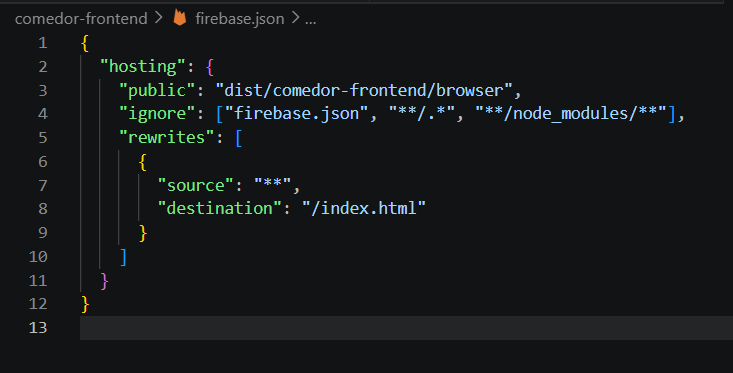 comedor-frontend > firebase.json > ...
1 {
2   "hosting": {
3     "public": "dist/comedor-frontend/browser",
4     "ignore": ["firebase.json", "**/.*", "**/node_modules/**"],
5     "rewrites": [
6       {
7         "source": "**",
8         "destination": "/index.html"
9       }
10     ]
11   }
12 }
13